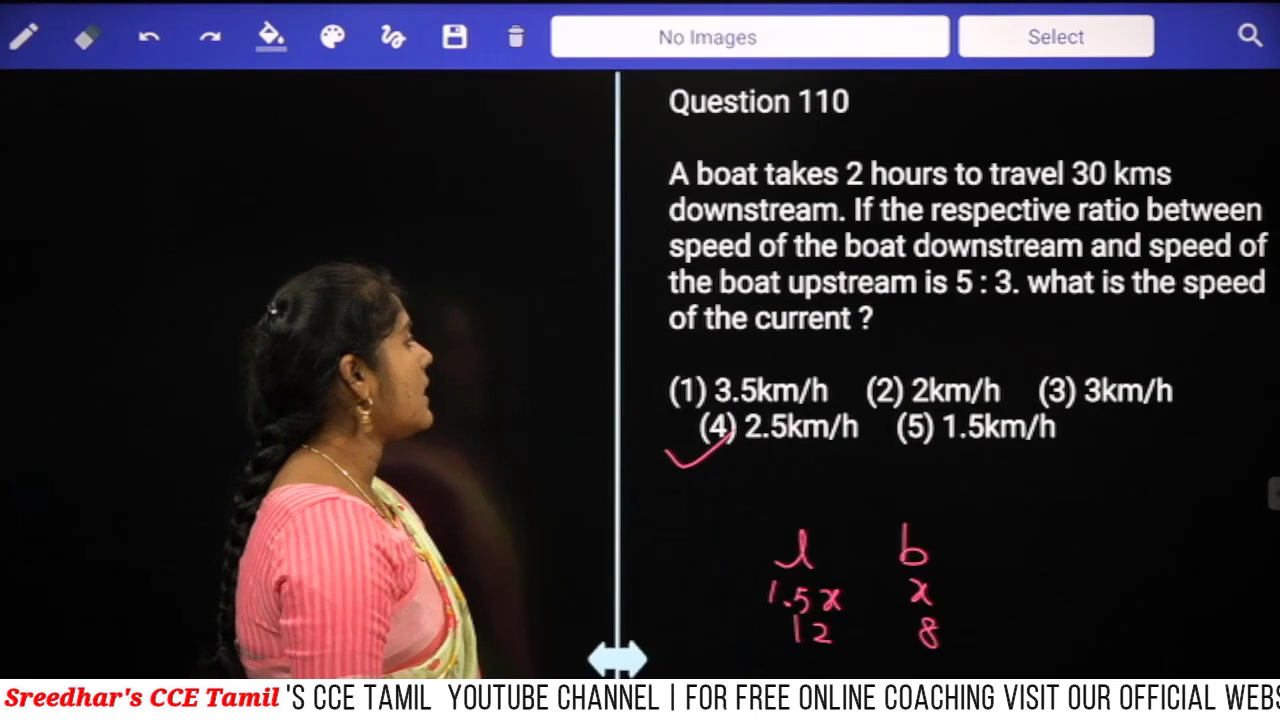 No Images
Select
Question 110
A boat takes 2 hours to travel 30 kms
downstream. If the respective ratio between
speed of the boat downstream and speed of
the boat upstream is 5 : 3. what is the speed
of the current ?
(1) 3.5km/h (2) 2km/h (3) 3km/h
(4) 2.5km/h (5) 1.5km/h
l b
1.5x x
12 8
Sreedhar's CCE Tamil 'S CCE TAMIL YOUTUBE CHANNEL | FOR FREE ONLINE COACHING VISIT OUR OFFICIAL WEBS